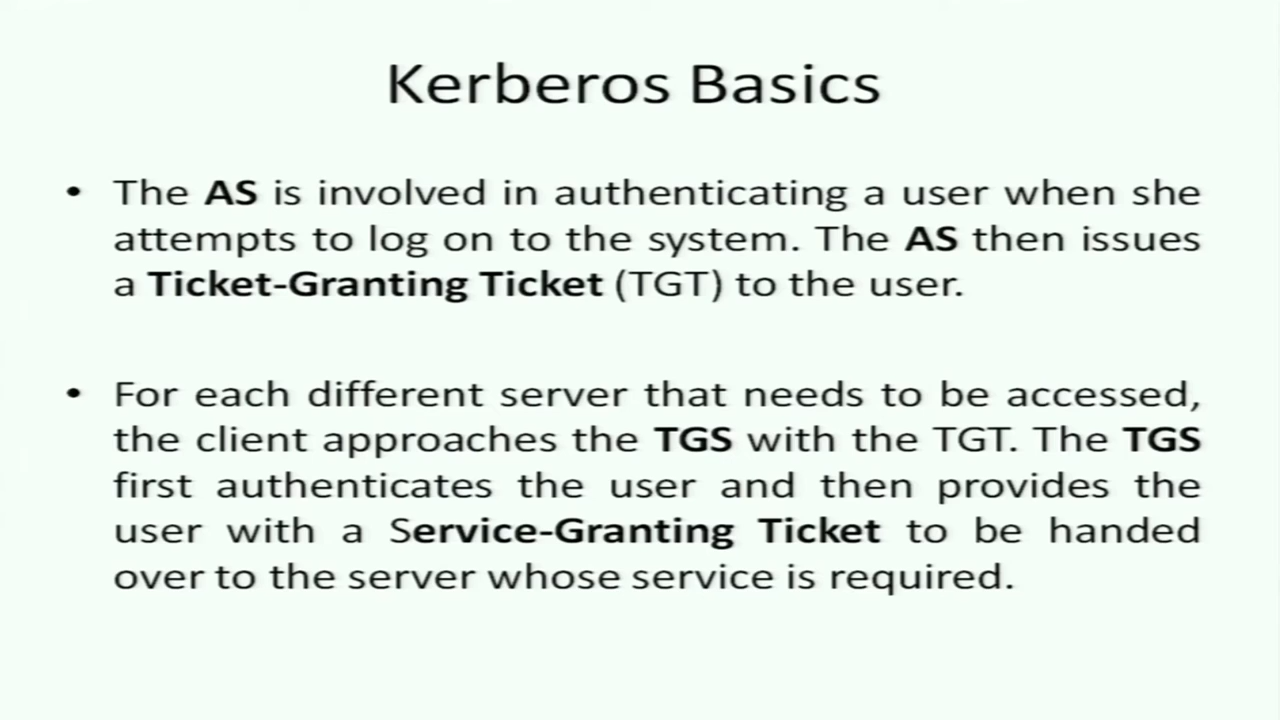 Kerberos Basics
• The AS is involved in authenticating a user when she
attempts to log on to the system. The AS then issues
a Ticket-Granting Ticket (TGT) to the user.
• For each different server that needs to be accessed,
the client approaches the TGS with the TGT. The TGS
first authenticates the user and then provides the
user with a Service-Granting Ticket to be handed
over to the server whose service is required.